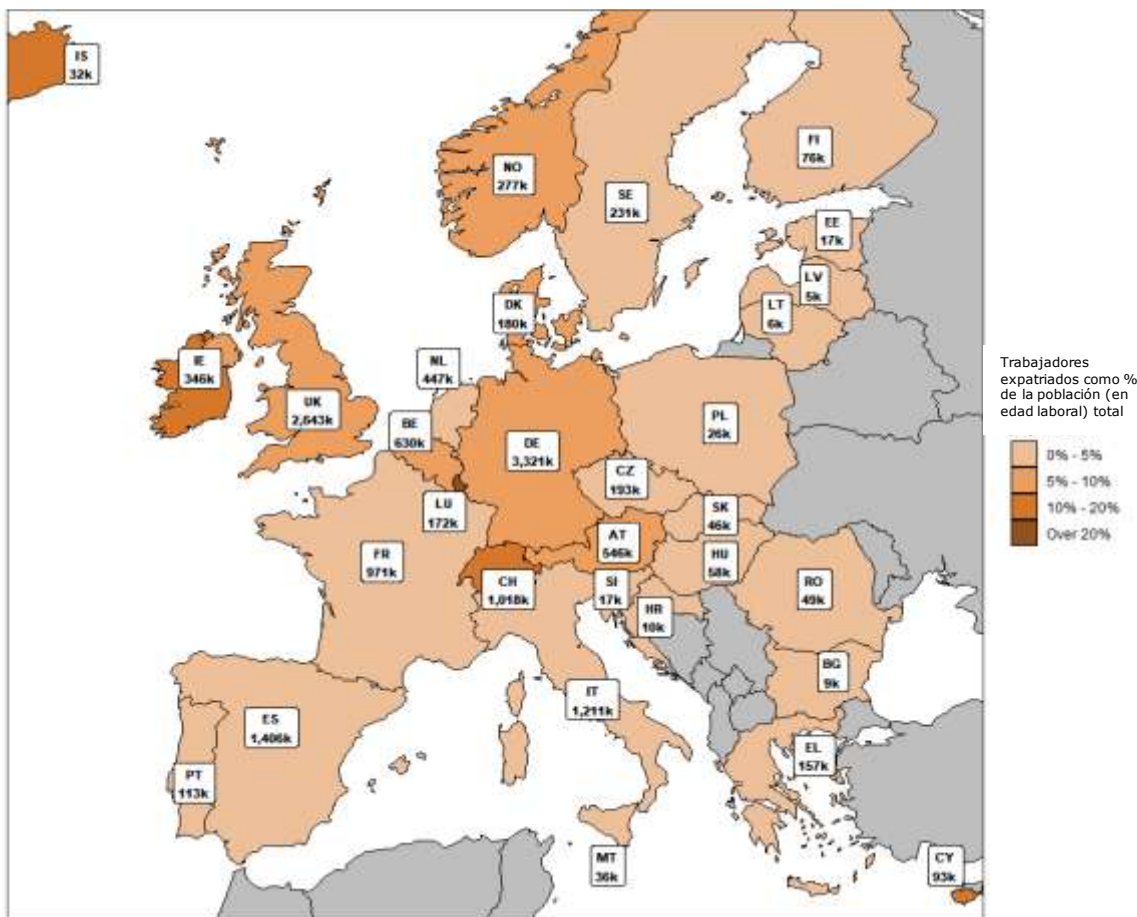 IS
32k
NO
277k
FI
76k
SE
231k
EE
17k
LV
5k
LT
6k
DK
180k
IE
346k
UK
2,643k
NL
447k
BE
630k
DE
3,321k
PL
26k
CZ
193k
LU
172k
SK
46k
AT
546k
HU
58k
FR
971k
CH
1,018k
SI
17k
HR
10k
RO
49k
BG
9k
IT
1,211k
ES
1,406k
PT
113k
EL
157k
MT
36k
CY
93k
Trabajadores
expatriados como %
de la población (en
edad laboral) total
0% - 5%
5% - 10%
10% - 20%
Over 20%